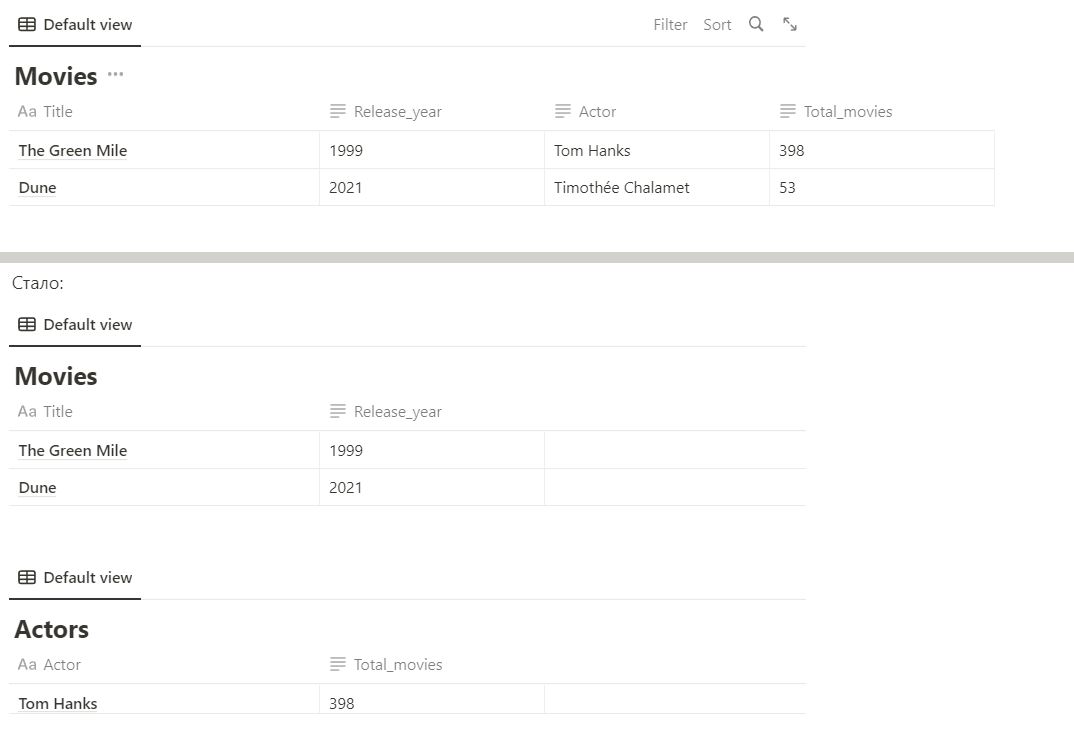 Default view Filter Sort
Movies ...
Aa Title Release_year Actor Total_movies
The Green Mile 1999 Tom Hanks 398
Dune 2021 Timothée Chalamet 53
Стало:
Default view
Movies
Aa Title Release_year
The Green Mile 1999
Dune 2021
Default view
Actors
Aa Actor Total_movies
Tom Hanks 398